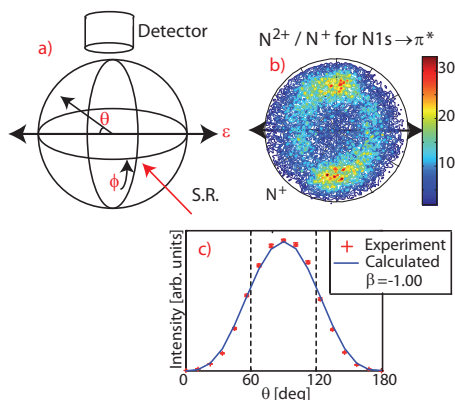 Detector
a)
θ
ε
ϕ
S.R.
N2+ / N+ for N1s→π*
b)
N+
30
20
10
c)
Intensity [arb. units]
Experiment
Calculated
β=-1.00
0 60 120 180
θ [deg]